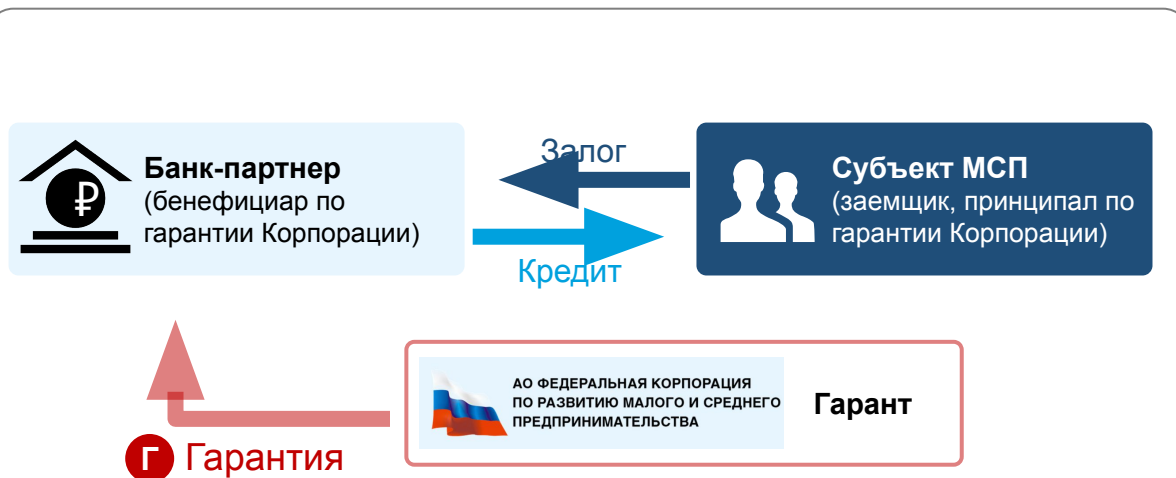 Банк-партнер
(бенефициар по
гарантии Корпорации)
Залог
Кредит
Субъект МСП
(заемщик, принципал по
гарантии Корпорации)
АО ФЕДЕРАЛЬНАЯ КОРПОРАЦИЯ
ПО РАЗВИТИЮ МАЛОГО И СРЕДНЕГО
ПРЕДПРИНИМАТЕЛЬСТВА
Гарант
Г Гарантия